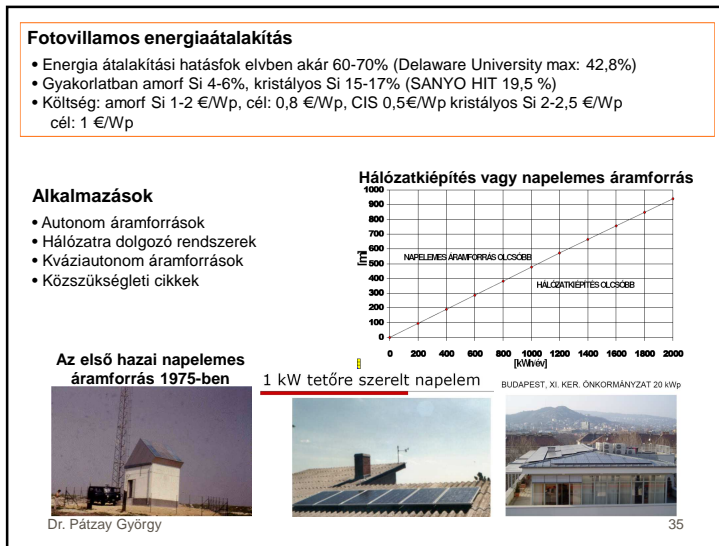 Fotovillamos energiaátalakítás
• Energia átalakítási hatásfok elvben akár 60-70% (Delaware University max: 42,8%)
• Gyakorlatban amorf Si 4-6%, kristályos Si 15-17% (SANYO HIT 19,5 %)
• Költség: amorf Si 1-2 €/Wp, cél: 0,8 €/Wp, CIS 0,5€/Wp kristályos Si 2-2,5 €/Wp
cél: 1 €/Wp
Alkalmazások
• Autonom áramforrások
• Hálózatra dolgozó rendszerek
• Kváziautonom áramforrások
• Közszükségleti cikkek
Hálózatkiépítés vagy napelemes áramforrás
1000
900
800
700
600
500
400
300
200
100
0
[m]
NAPELEMES ÁRAMFORRÁS OLCSÓBB
HÁLÓZATKIÉPÍTÉS OLCSÓBB
0 200 400 600 800 1000 1200 1400 1600 1800 2000
[kWh/év]
Az első hazai napelemes
áramforrás 1975-ben
1 kW tetőre szerelt napelem
BUDAPEST, XI. KER. ÖNKORMÁNYZAT 20 kWp
Dr. Pátzay György
35